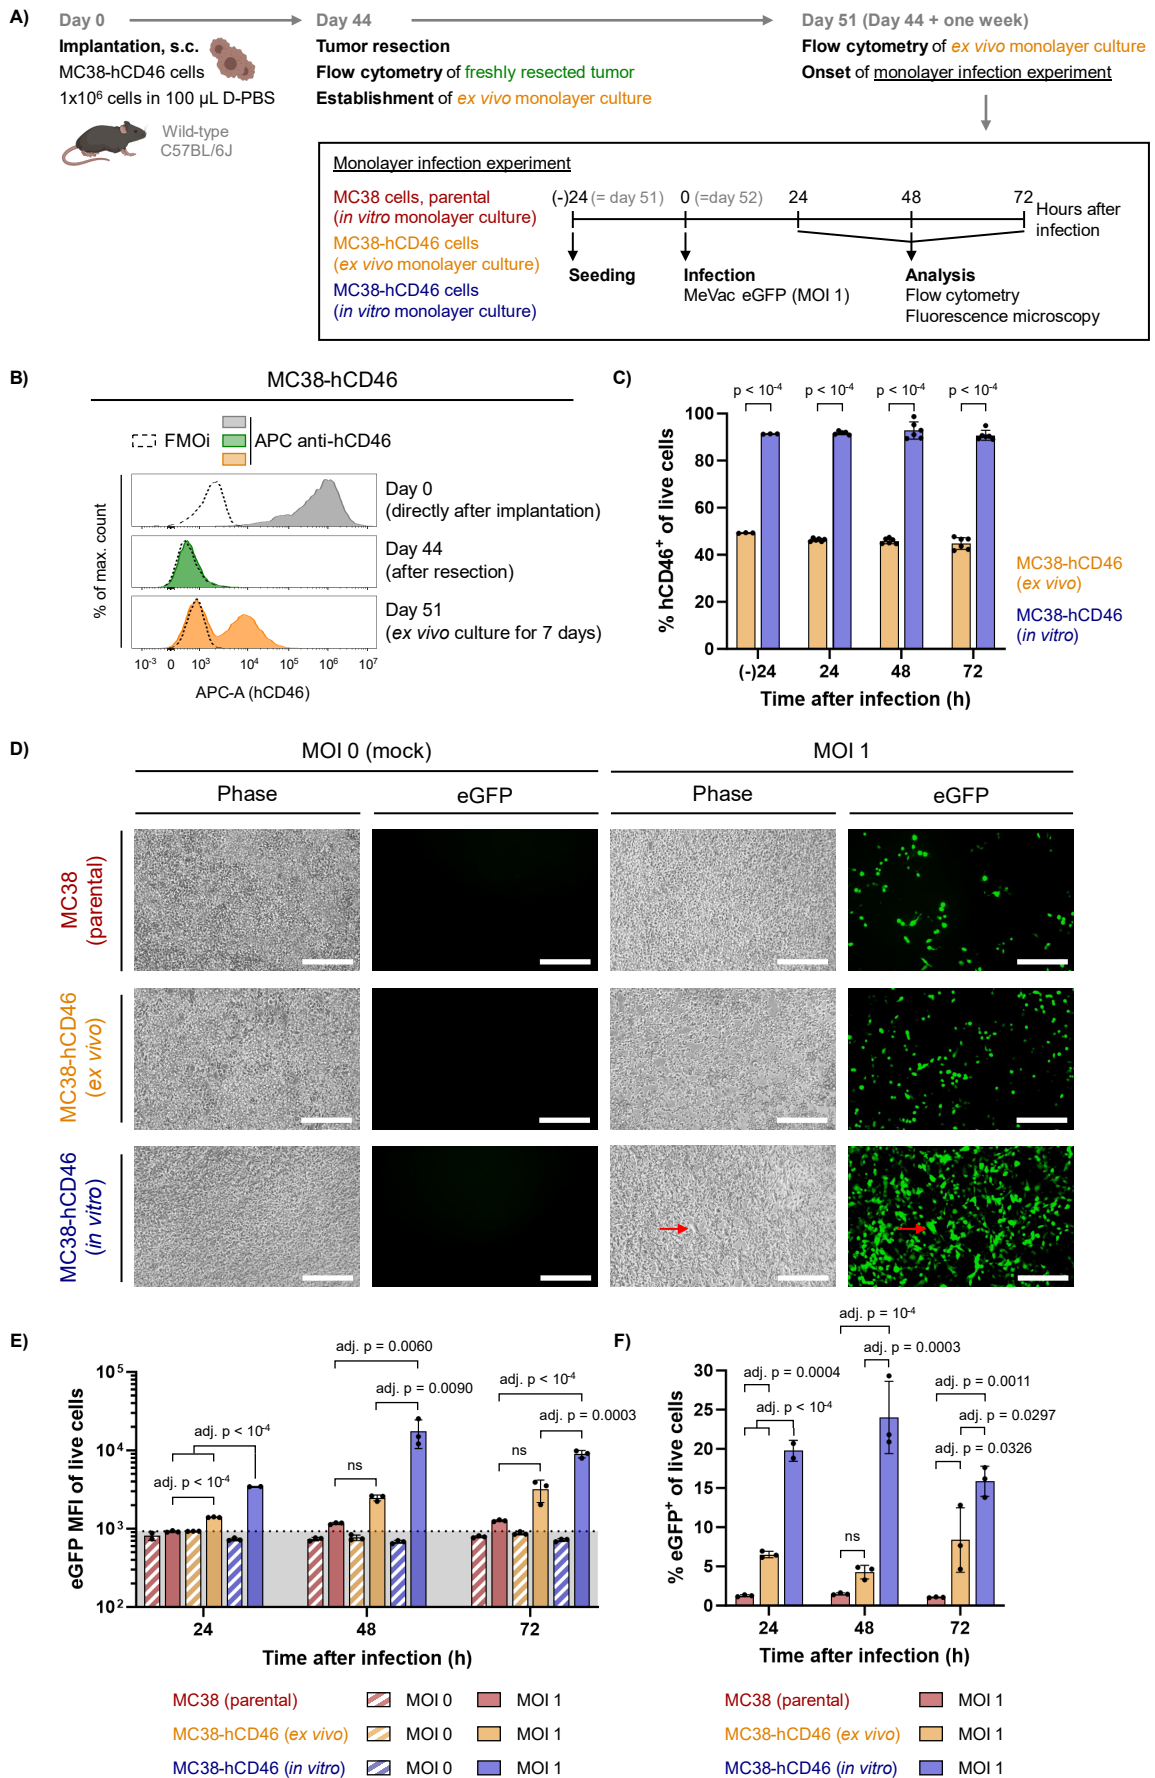 A)
Day 0
Day 44
Day 51 (Day 44 + one week)
Implantation, s.c.
MC38-hCD46 cells
1x10⁶ cells in 100 µL D-PBS
Wild-type
C57BL/6J
Tumor resection
Flow cytometry of freshly resected tumor
Establishment of ex vivo monolayer culture
Flow cytometry of ex vivo monolayer culture
Onset of monolayer infection experiment
Monolayer infection experiment
MC38 cells, parental
(in vitro monolayer culture)
MC38-hCD46 cells
(ex vivo monolayer culture)
MC38-hCD46 cells
(in vitro monolayer culture)
(-)24 (= day 51) 0 (=day 52) 24 48 72
Hours after
infection
Seeding
Infection
MeVac eGFP (MOI 1)
Analysis
Flow cytometry
Fluorescence microscopy
B)
MC38-hCD46
FMOi
APC anti-hCD46
% of max. count
Day 0
(directly after implantation)
Day 44
(after resection)
Day 51
(ex vivo culture for 7 days)
10⁻³ 0 10³ 10⁴ 10⁵ 10⁶ 10⁷
APC-A (hCD46)
C)
p < 10⁻⁴ p < 10⁻⁴ p < 10⁻⁴ p < 10⁻⁴
% hCD46⁺ of live cells
100
80
60
40
20
0
(-)24 24 48 72
Time after infection (h)
MC38-hCD46
(ex vivo)
MC38-hCD46
(in vitro)
D)
MOI 0 (mock) MOI 1
Phase eGFP Phase eGFP
MC38
(parental)
MC38-hCD46
(ex vivo)
MC38-hCD46
(in vitro)
E)
eGFP MFI of live cells
10⁵
10⁴
10³
10²
adj. p < 10⁻⁴
adj. p < 10⁻⁴
adj. p = 0.0060
adj. p = 0.0090
ns
adj. p < 10⁻⁴
adj. p = 0.0003
ns
24 48 72
Time after infection (h)
MC38 (parental) MOI 0 MOI 1
MC38-hCD46 (ex vivo) MOI 0 MOI 1
MC38-hCD46 (in vitro) MOI 0 MOI 1
F)
% eGFP⁺ of live cells
30
25
20
15
10
5
0
adj. p = 0.0004
adj. p < 10⁻⁴
adj. p = 10⁻⁴
adj. p = 0.0003
ns
adj. p = 0.0011
adj. p = 0.0297
adj. p = 0.0326
24 48 72
Time after infection (h)
MC38 (parental) MOI 1
MC38-hCD46 (ex vivo) MOI 1
MC38-hCD46 (in vitro) MOI 1